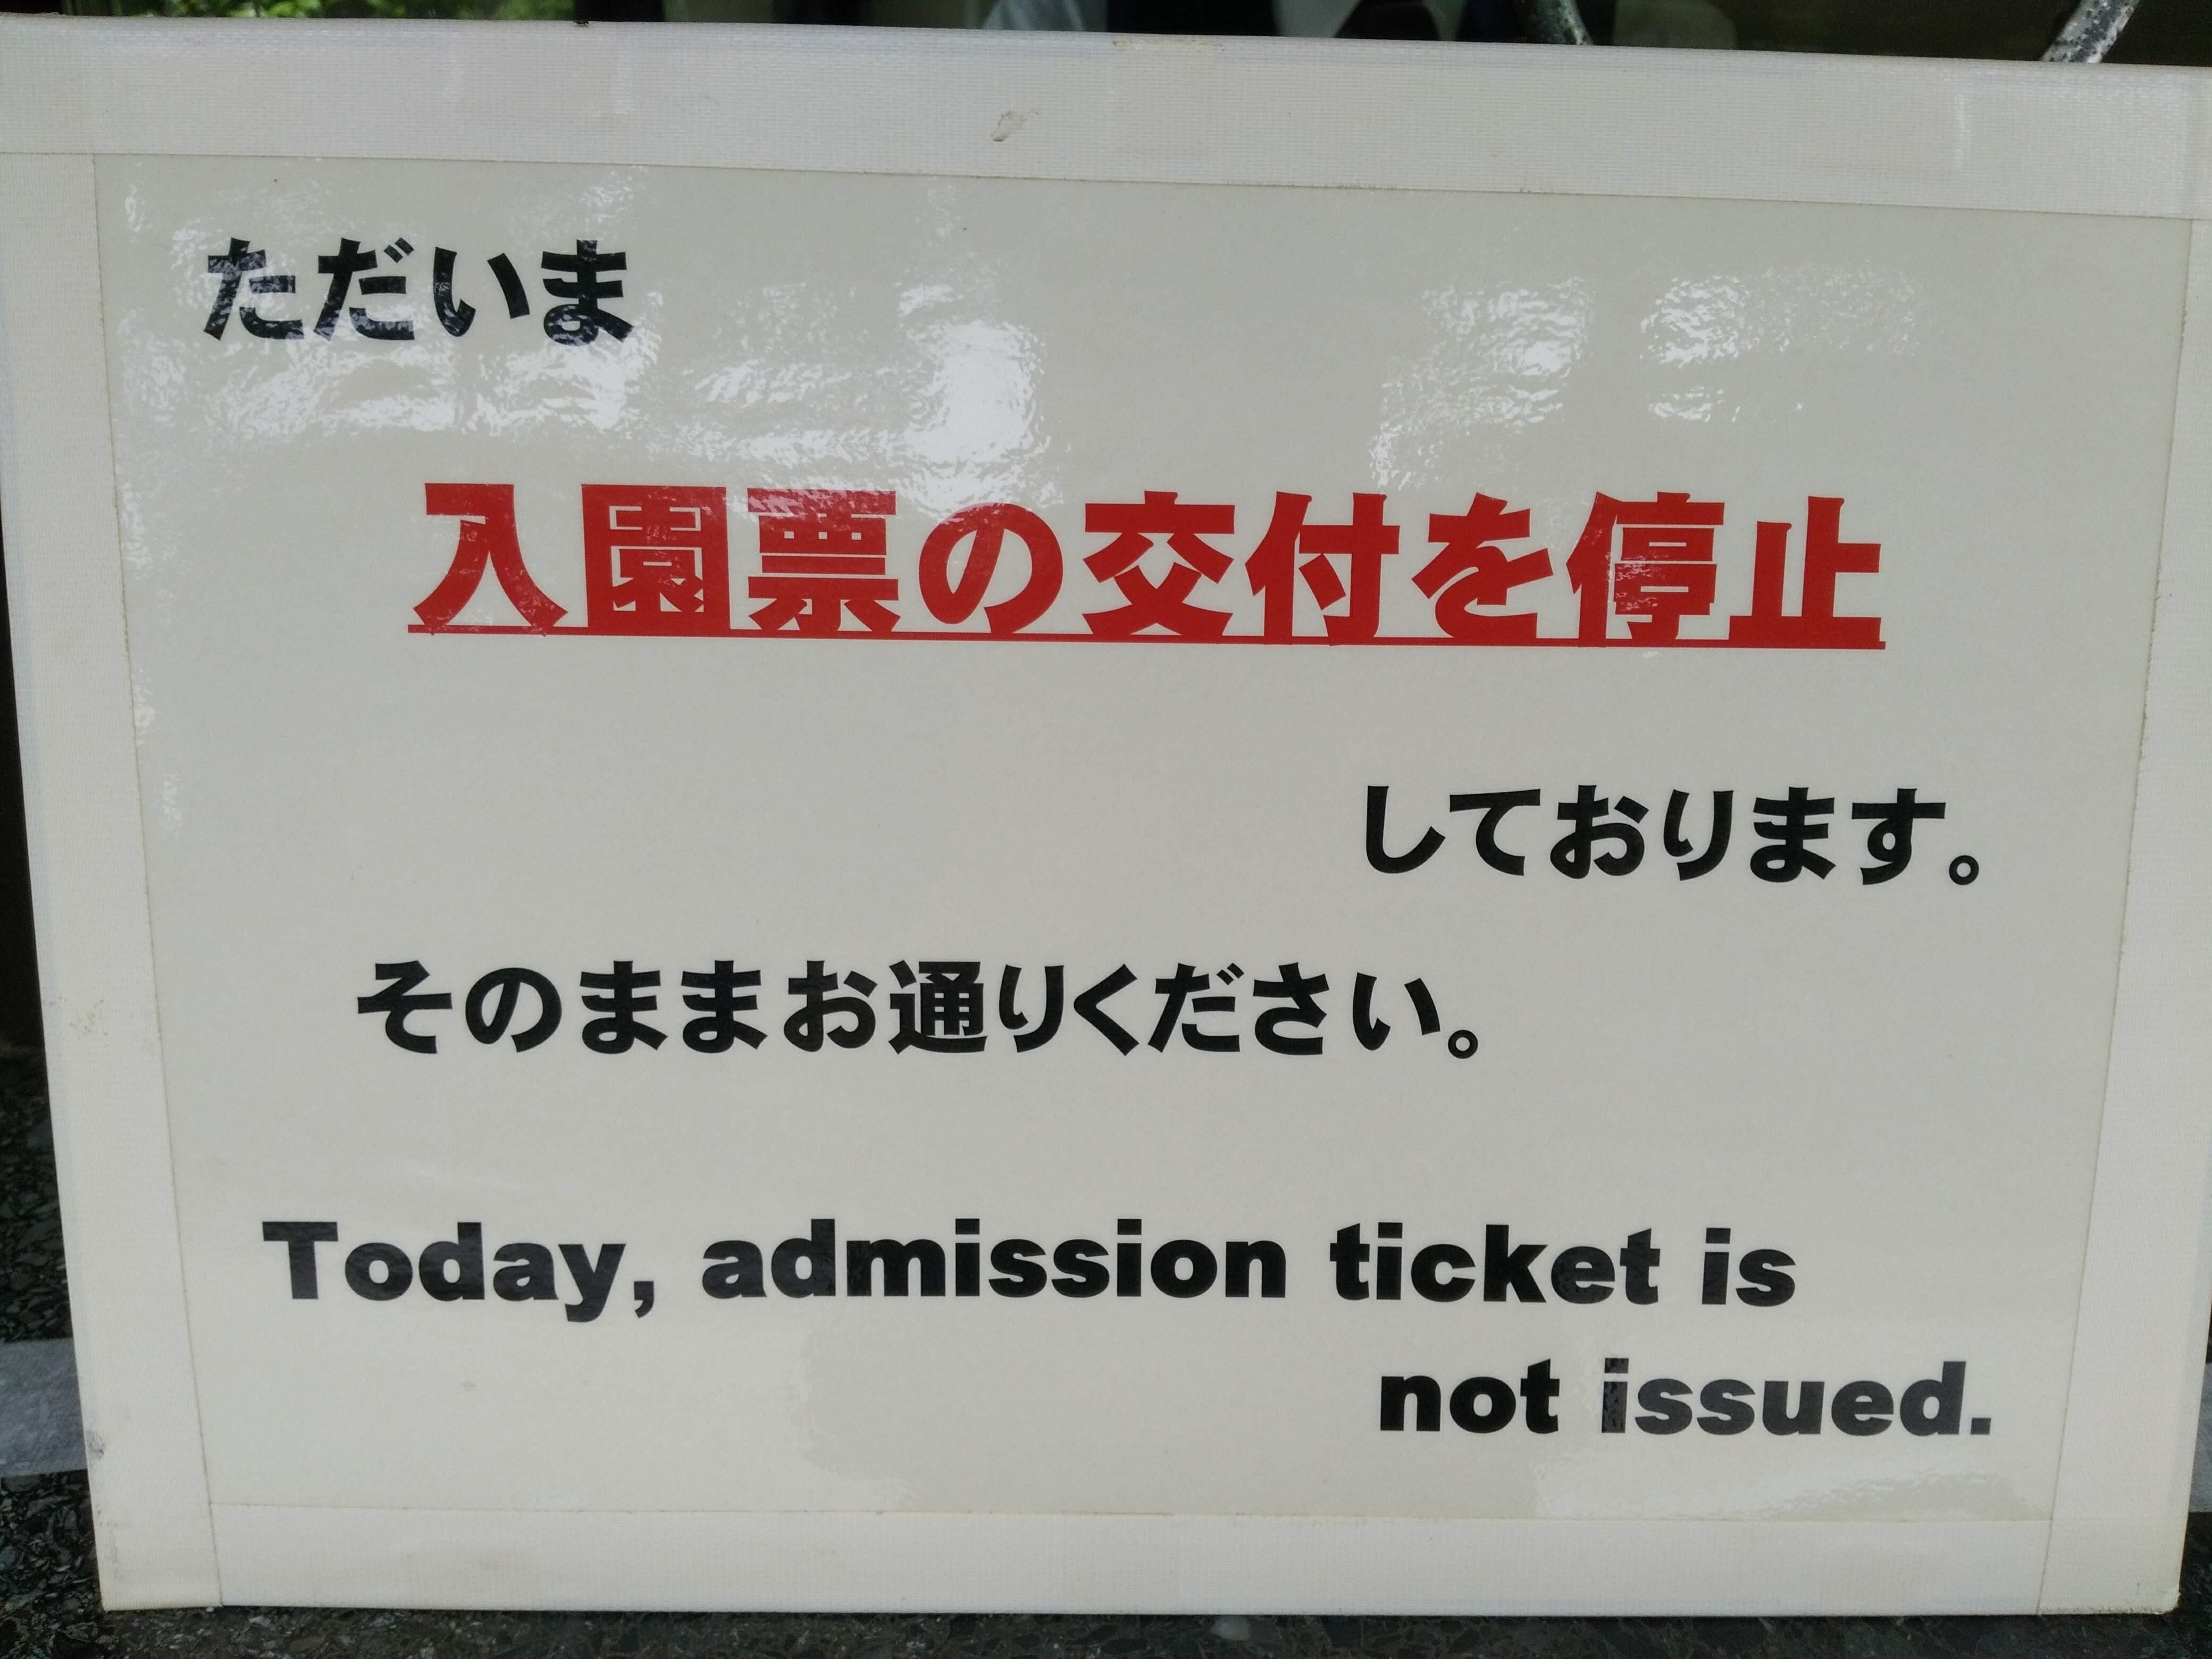 ただいま
入園票の交付を停止
しております。
そのままお通りください。
Today, admission ticket is
not issued.